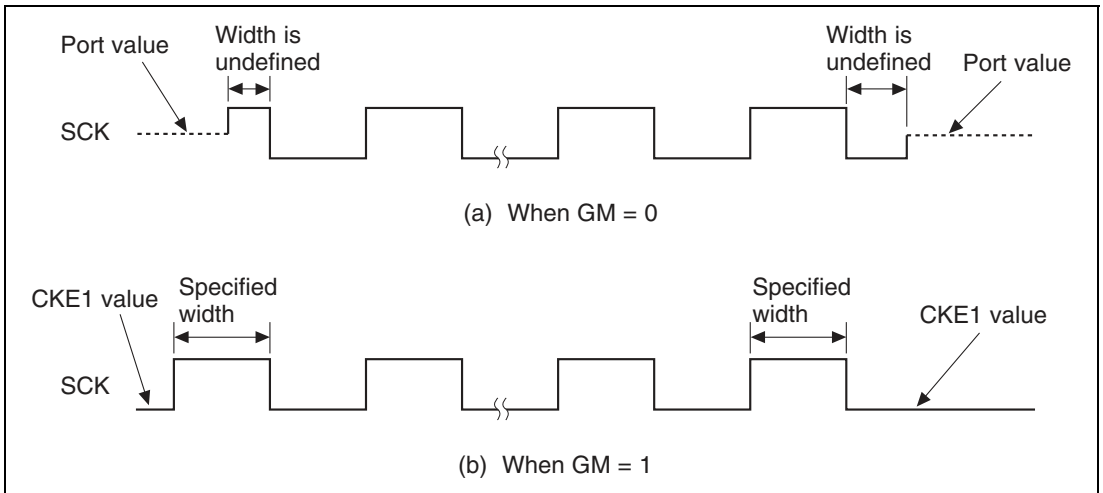 Port value
Width is
undefined
Width is
undefined
Port value
SCK
(a) When GM = 0
CKE1 value
Specified
width
Specified
width
CKE1 value
SCK
(b) When GM = 1